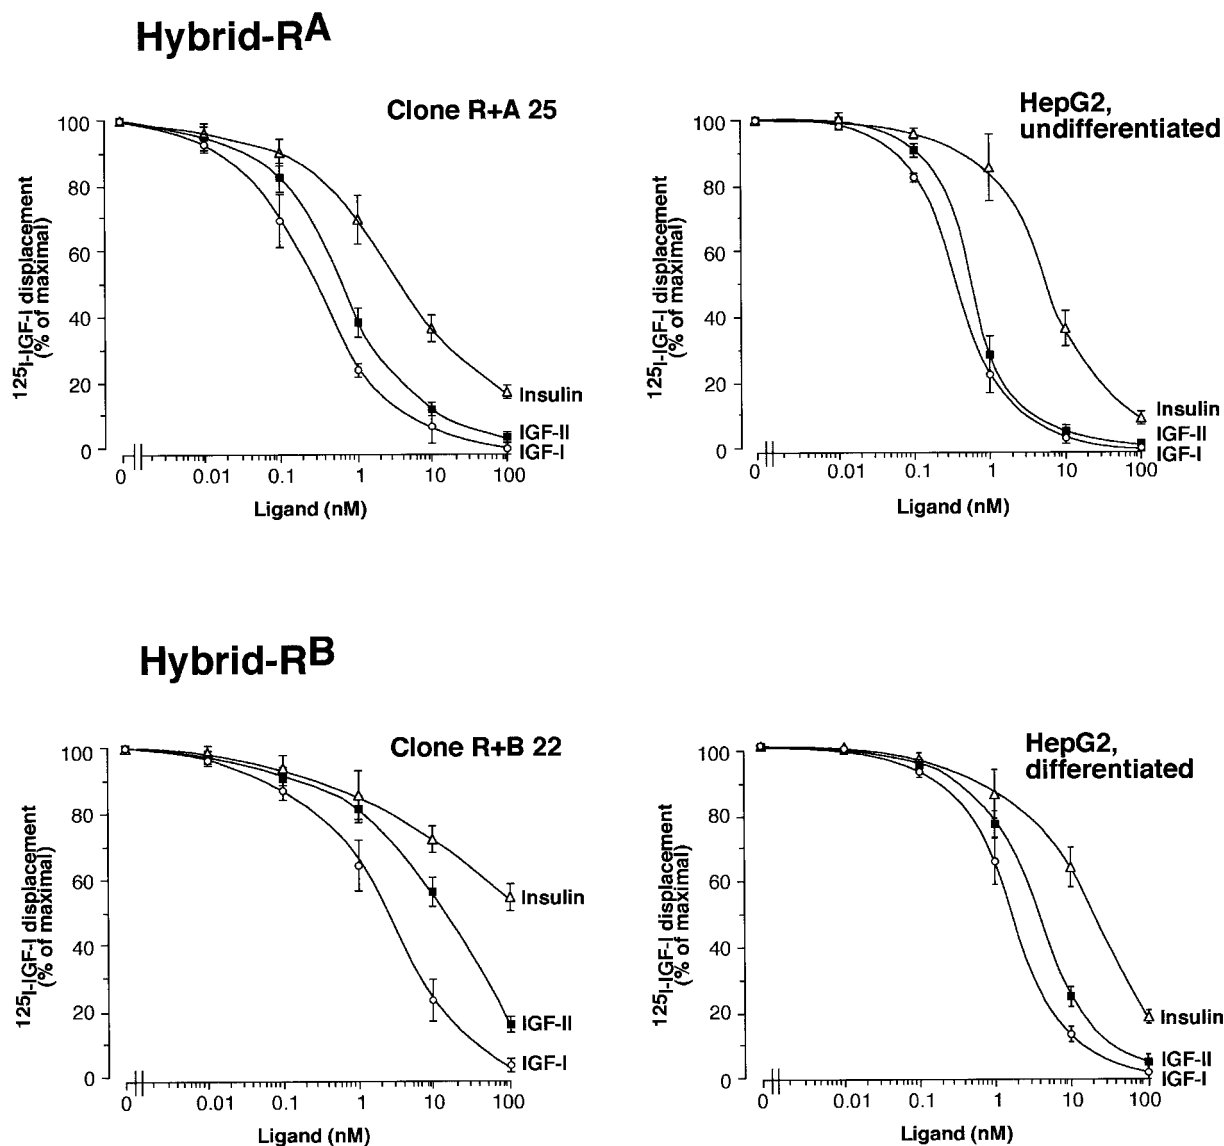 Hybrid-RA
Clone R+A 25
125I-IGF-I displacement
(% of maximal)
100
80
60
40
20
0
Insulin
IGF-II
IGF-I
0 0.01 0.1 1 10 100
Ligand (nM)
HepG2,
undifferentiated
125I-IGF-I displacement
(% of maximal)
100
80
60
40
20
0
Insulin
IGF-II
IGF-I
0 0.01 0.1 1 10 100
Ligand (nM)
Hybrid-RB
Clone R+B 22
125I-IGF-I displacement
(% of maximal)
100
80
60
40
20
0
Insulin
IGF-II
IGF-I
0 0.01 0.1 1 10 100
Ligand (nM)
HepG2,
differentiated
125I-IGF-I displacement
(% of maximal)
100
80
60
40
20
0
Insulin
IGF-II
IGF-I
0 0.01 0.1 1 10 100
Ligand (nM)